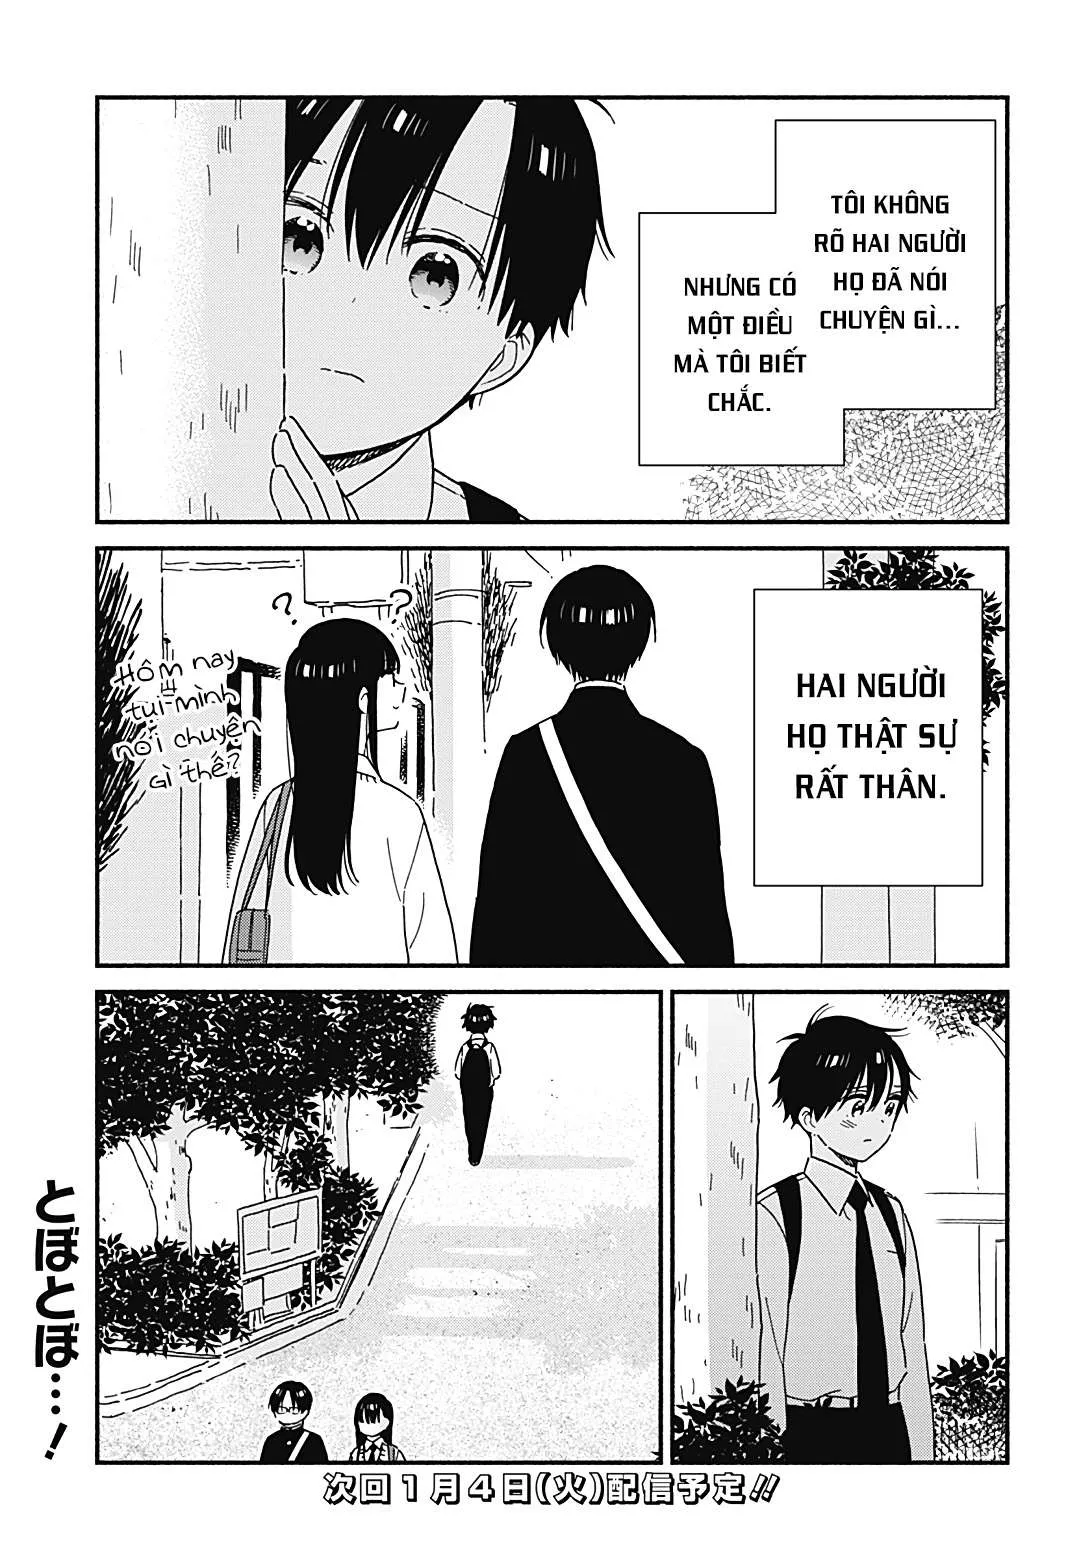 TÔI KHÔNG
RÕ HAI NGƯỜI
HỌ ĐÃ NÓI
CHUYỆN GÌ...
NHƯNG CÓ
MỘT ĐIỀU
MÀ TÔI BIẾT
CHẮC.
HAI NGƯỜI
HỌ THẬT SỰ
RẤT THÂN.
? ?
Hôm nay
tụi mình
nói chuyện
gì thế?
とぼとぼ…！
次回1月4日(火)配信予定!!